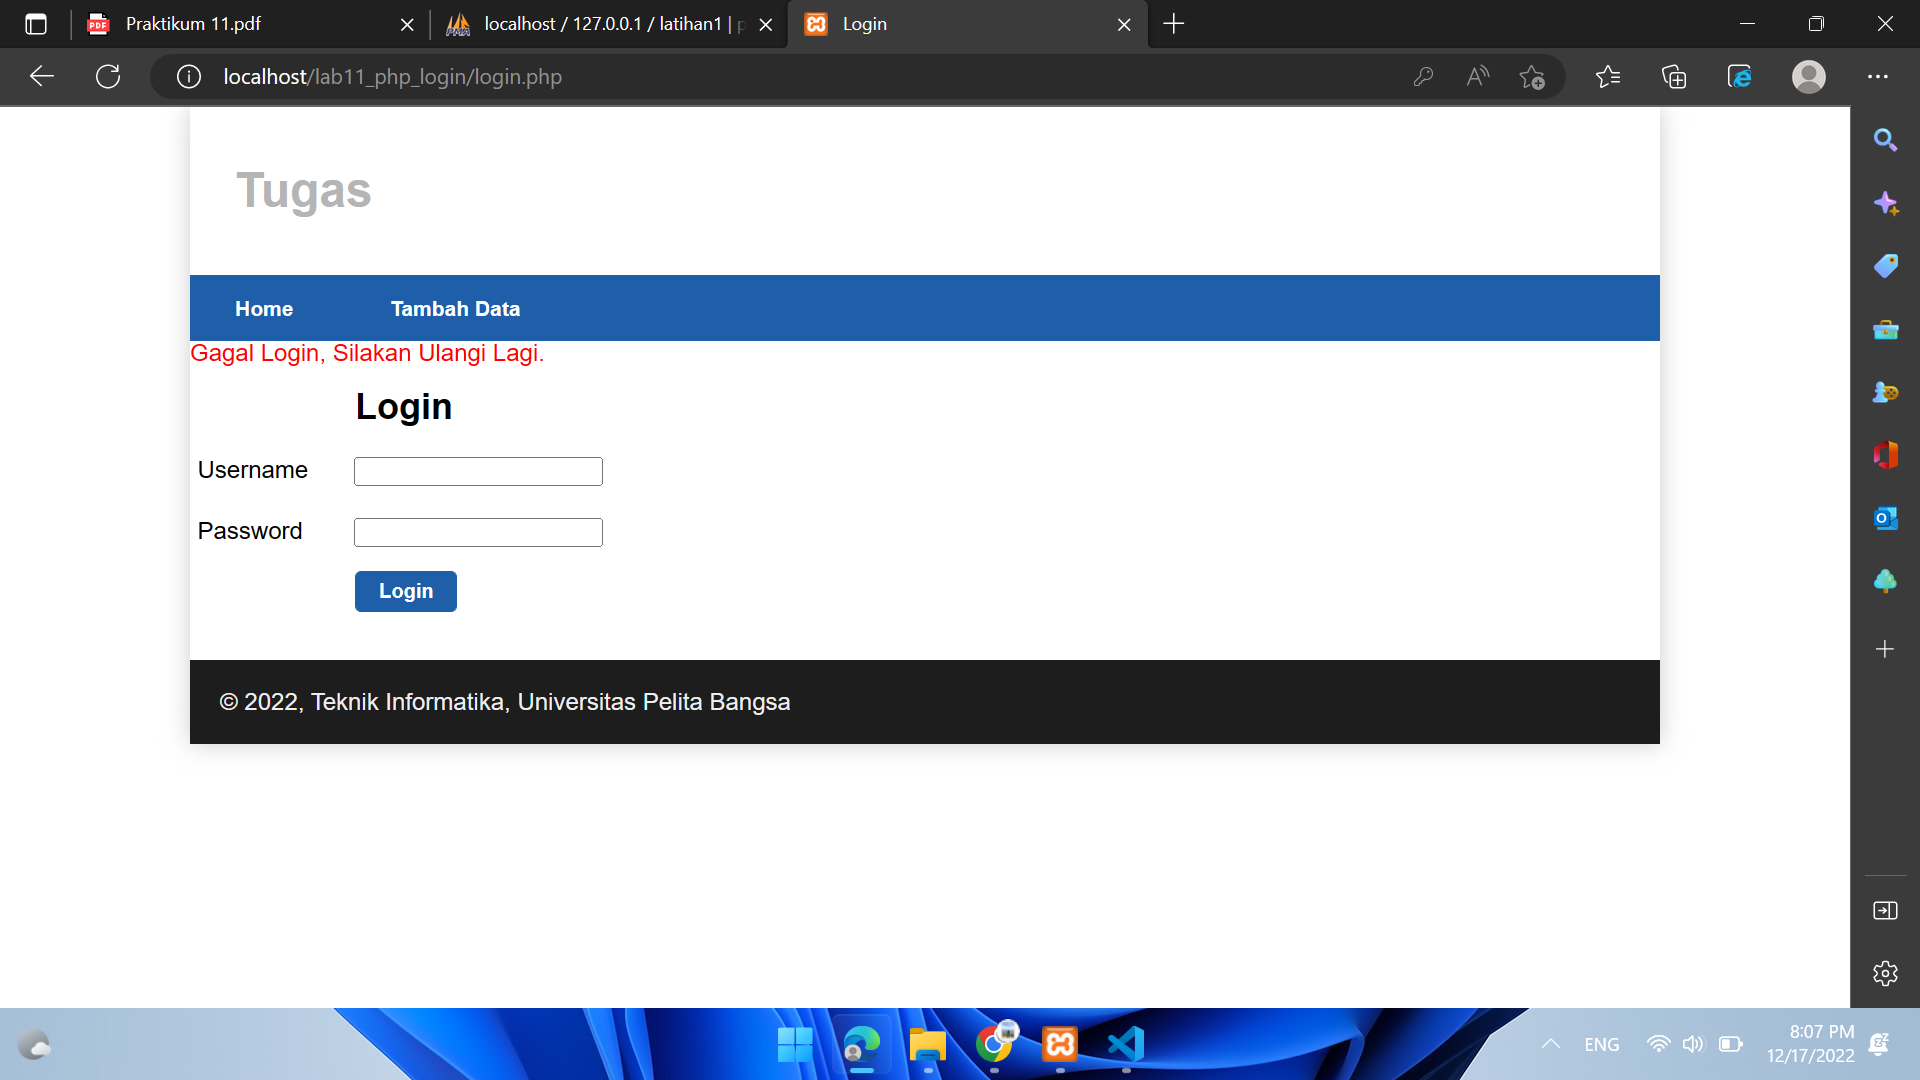 Praktikum 11.pdf
localhost / 127.0.0.1 / latihan1 | p
Login
localhost/lab11_php_login/login.php
Tugas
Home Tambah Data
Gagal Login, Silakan Ulangi Lagi.
Login
Username
Password
Login
© 2022, Teknik Informatika, Universitas Pelita Bangsa
ENG
8:07 PM
12/17/2022